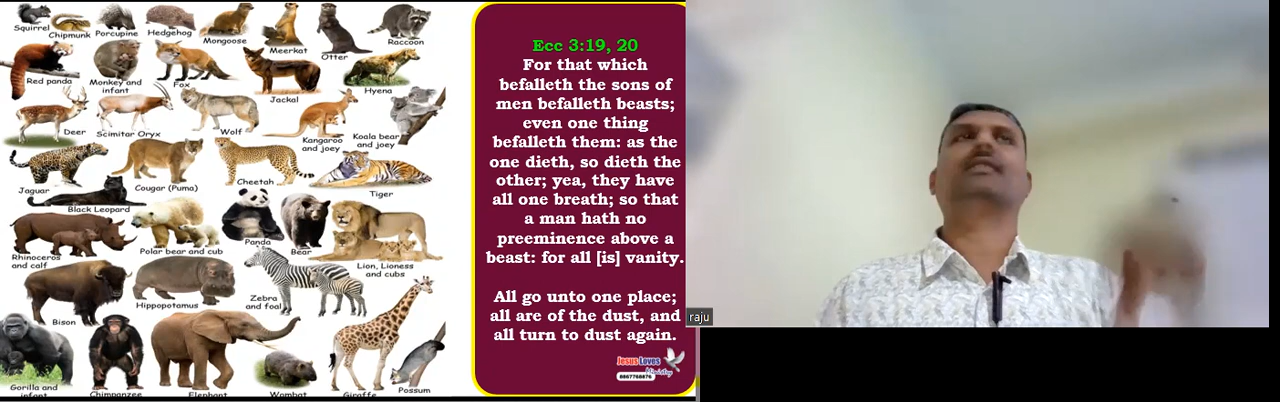 Squirrel
Chipmunk
Porcupine
Hedgehog
Mongoose
Meerkat
Otter
Raccoon
Red panda
Monkey and
infant
Fox
Jackal
Hyena
Deer
Scimitar Oryx
Wolf
Kangaroo
and joey
Koala bear
and joey
Jaguar
Cougar (Puma)
Cheetah
Tiger
Black Leopard
Rhinoceros
and calf
Polar bear and cub
Panda
Bear
Lion, Lioness
and cubs
Bison
Hippopotamus
Zebra
and foal
Gorilla and
infant
Chimpanzee
Elephant
Wombat
Giraffe
Possum
Ecc 3:19, 20
For that which
befalleth the sons of
men befalleth beasts;
even one thing
befalleth them: as the
one dieth, so dieth the
other; yea, they have
all one breath; so that
a man hath no
preeminence above a
beast: for all [is] vanity.
All go unto one place;
all are of the dust, and
all turn to dust again.
Jesus Loves
Ministry
8867768876
raju